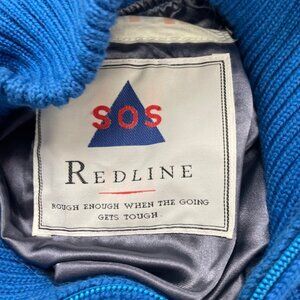 SOS
REDLINE
ROUGH ENOUGH WHEN THE GOING
GETS TOUGH